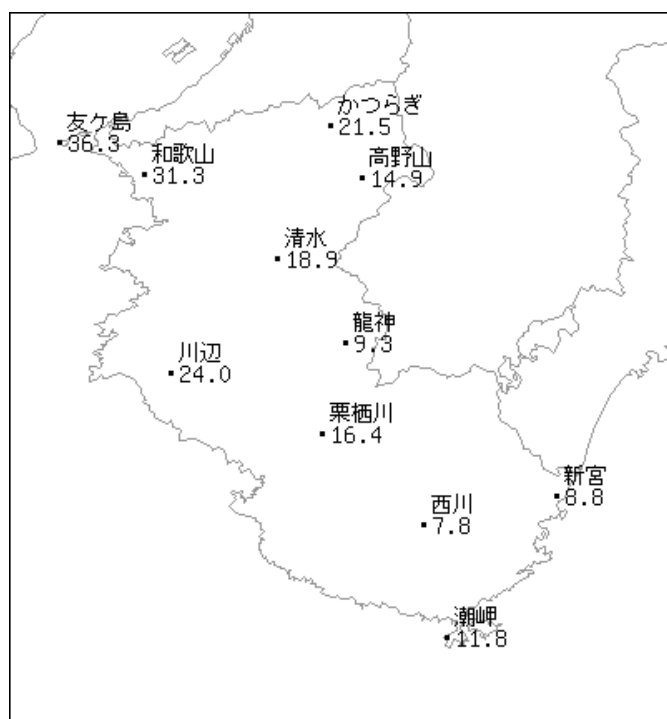 かつらぎ
21.5
友ケ島
36.3
和歌山
31.3
高野山
14.9
清水
18.9
龍神
9.3
川辺
24.0
栗栖川
16.4
新宮
8.8
西川
7.8
潮岬
11.8